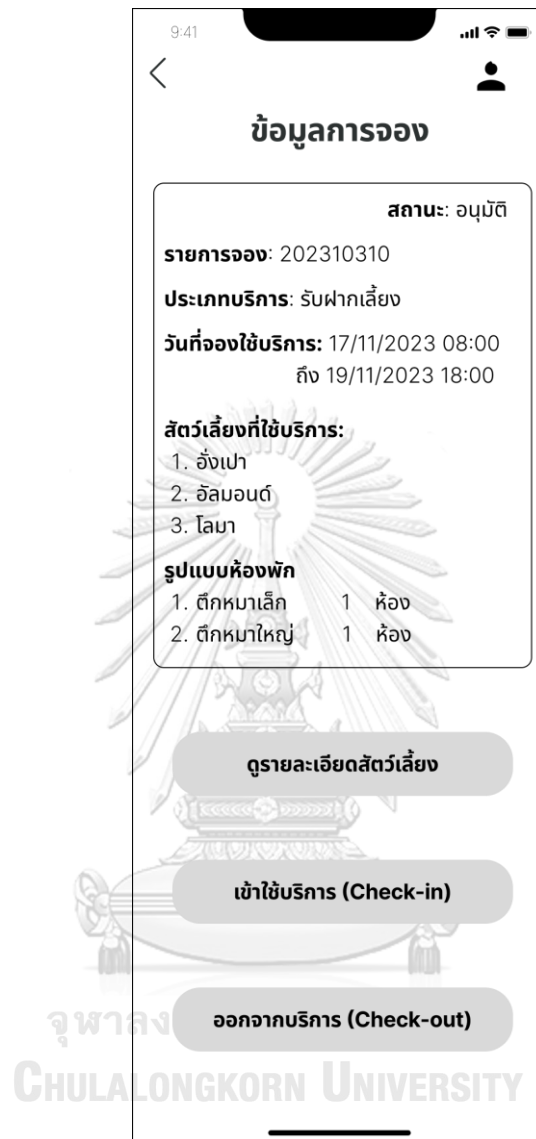 9:41
ข้อมูลการจอง
สถานะ: อนุมัติ
รายการจอง: 202310310
ประเภทบริการ: รับฝากเลี้ยง
วันที่จองใช้บริการ: 17/11/2023 08:00
ถึง 19/11/2023 18:00
สัตว์เลี้ยงที่ใช้บริการ:
1. อั่งเปา
2. อัลมอนด์
3. โลมา
รูปแบบห้องพัก
1. ตึกหมาเล็ก 1 ห้อง
2. ตึกหมาใหญ่ 1 ห้อง
ดูรายละเอียดสัตว์เลี้ยง
เข้าใช้บริการ (Check-in)
ออกจากบริการ (Check-out)
จุฬาลง
CHULALONGKORN UNIVERSITY